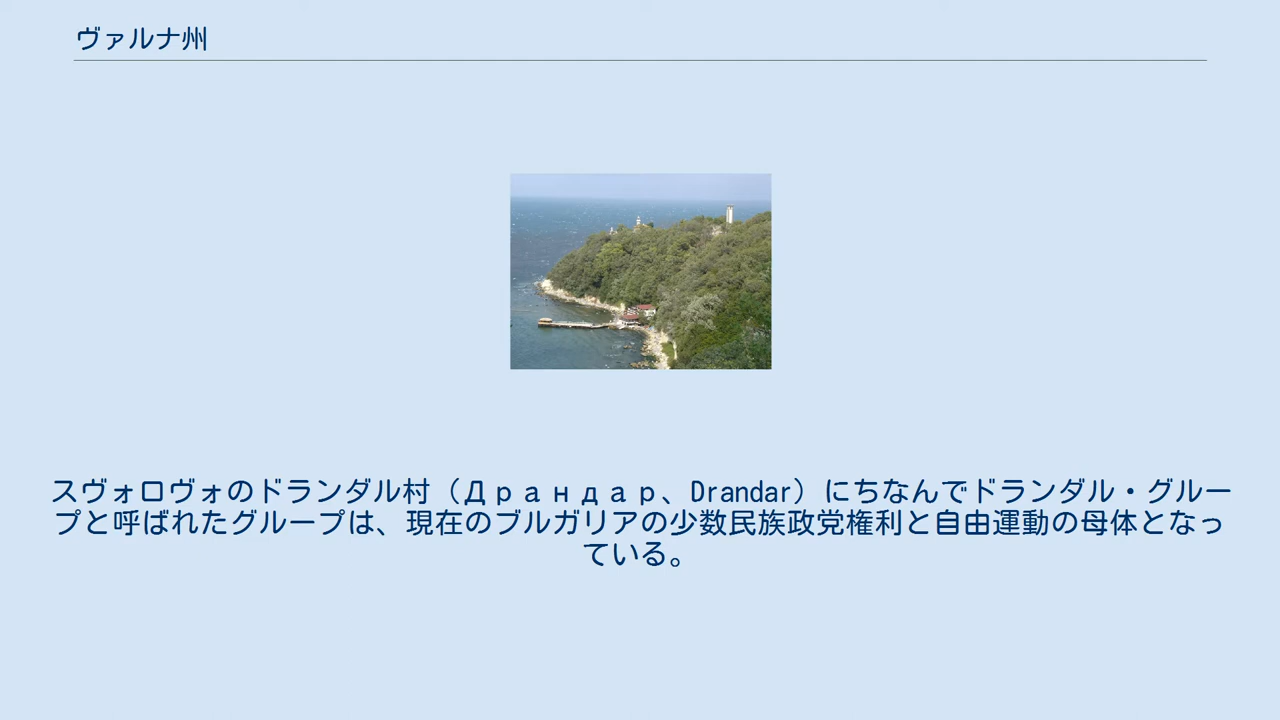 ヴァルナ州
スヴォロヴォのドランダル村（Драндар、Drandar）にちなんでドランダル・グルー
プと呼ばれたグループは、現在のブルガリアの少数民族政党権利と自由運動の母体となっ
ている。